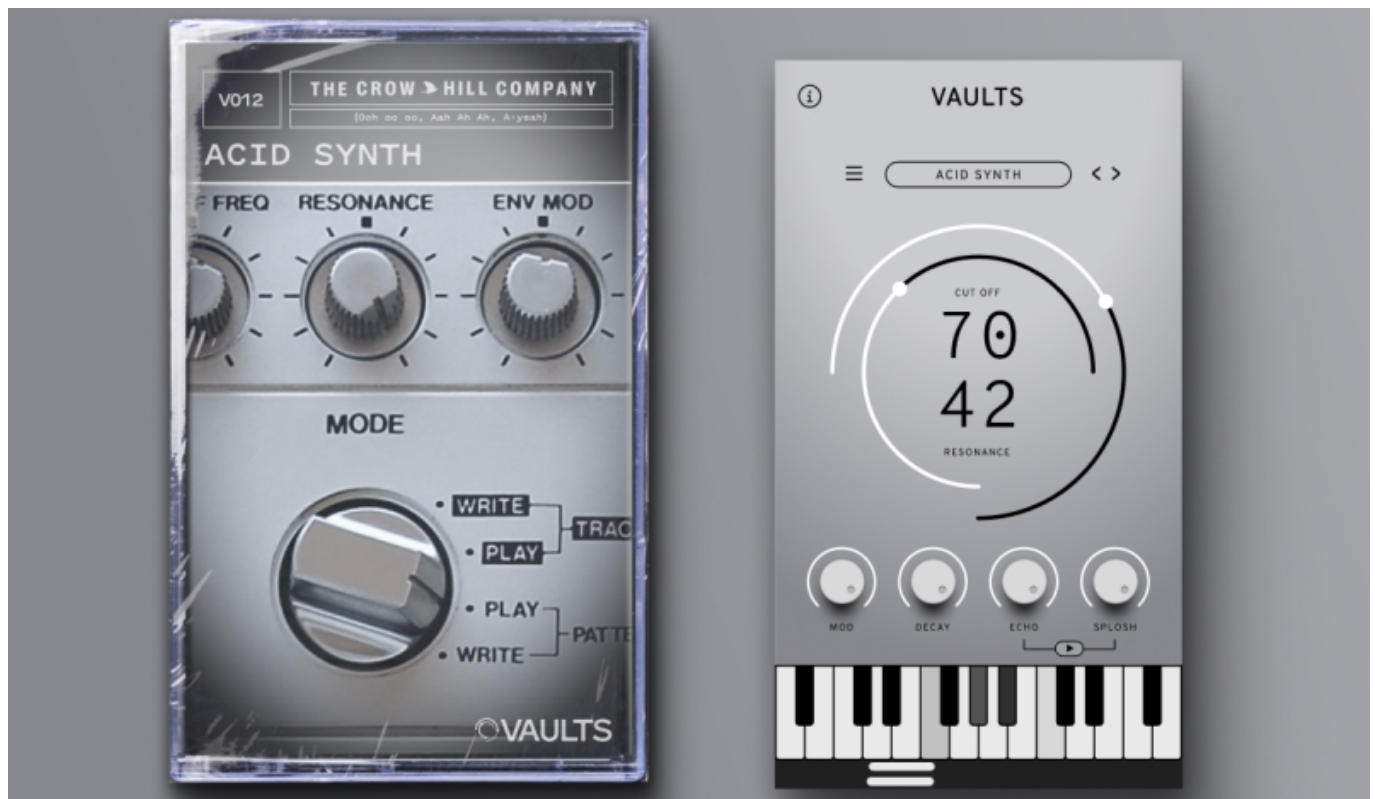 V012
THE CROW HILL COMPANY
(Ooh oo oo, Aah Ah Ah, A-yeah)
ACID SYNTH
F FREQ RESONANCE ENV MOD
MODE
WRITE
TRAC
PLAY
PLAY
PATTE
WRITE
VAULTS
VAULTS
ACID SYNTH
CUT OFF
70
42
RESONANCE
MOD DECAY ECHO SPLOSH